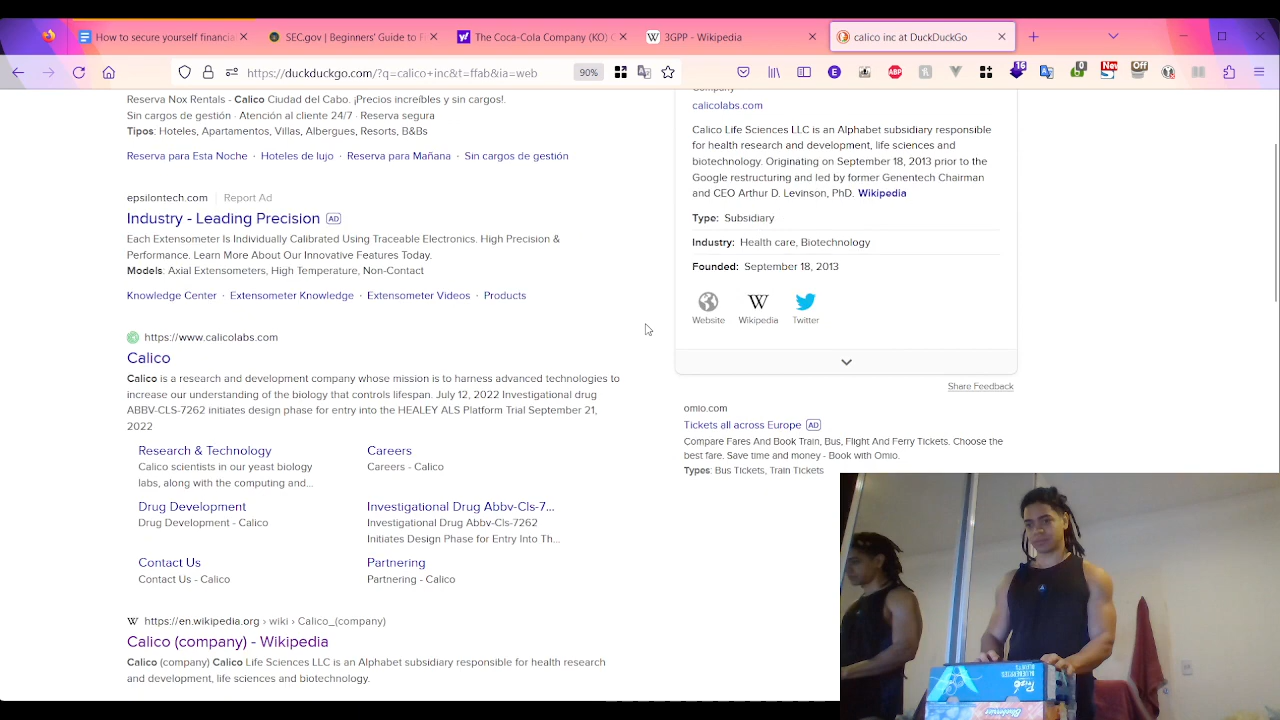 How to secure yourself financia
SEC.gov | Beginners' Guide to F
The Coca-Cola Company (KO)
3GPP - Wikipedia
calico inc at DuckDuckGo
https://duckduckgo.com/?q=calico+inc&t=ffab&ia=web
90%
16
ABP
0
New
Off
Reserva Nox Rentals - Calico Ciudad del Cabo. ¡Precios increíbles y sin cargos!.
Sin cargos de gestión · Atención al cliente 24/7 · Reserva segura
Tipos: Hoteles, Apartamentos, Villas, Albergues, Resorts, B&Bs
Reserva para Esta Noche · Hoteles de lujo · Reserva para Mañana · Sin cargos de gestión
epsilontech.com Report Ad
Industry - Leading Precision AD
Each Extensometer Is Individually Calibrated Using Traceable Electronics. High Precision &
Performance. Learn More About Our Innovative Features Today.
Models: Axial Extensometers, High Temperature, Non-Contact
Knowledge Center · Extensometer Knowledge · Extensometer Videos · Products
https://www.calicolabs.com
Calico
Calico is a research and development company whose mission is to harness advanced technologies to
increase our understanding of the biology that controls lifespan. July 12, 2022 Investigational drug
ABBV-CLS-7262 initiates design phase for entry into the HEALEY ALS Platform Trial September 21,
2022
Research & Technology
Calico scientists in our yeast biology
labs, along with the computing and...
Careers
Careers - Calico
Drug Development
Drug Development - Calico
Investigational Drug Abbv-Cls-7...
Investigational Drug Abbv-Cls-7262
Initiates Design Phase for Entry Into Th...
Contact Us
Contact Us - Calico
Partnering
Partnering - Calico
https://en.wikipedia.org › wiki › Calico_(company)
Calico (company) - Wikipedia
Calico (company) Calico Life Sciences LLC is an Alphabet subsidiary responsible for health research
and development, life sciences and biotechnology.
Company
calicolabs.com
Calico Life Sciences LLC is an Alphabet subsidiary responsible
for health research and development, life sciences and
biotechnology. Originating on September 18, 2013 prior to the
Google restructuring and led by former Genentech Chairman
and CEO Arthur D. Levinson, PhD. Wikipedia
Type: Subsidiary
Industry: Health care, Biotechnology
Founded: September 18, 2013
Website
Wikipedia
Twitter
Share Feedback
omio.com
Tickets all across Europe AD
Compare Fares And Book Train, Bus, Flight And Ferry Tickets. Choose the
best fare. Save time and money - Book with Omio.
Types: Bus Tickets, Train Tickets